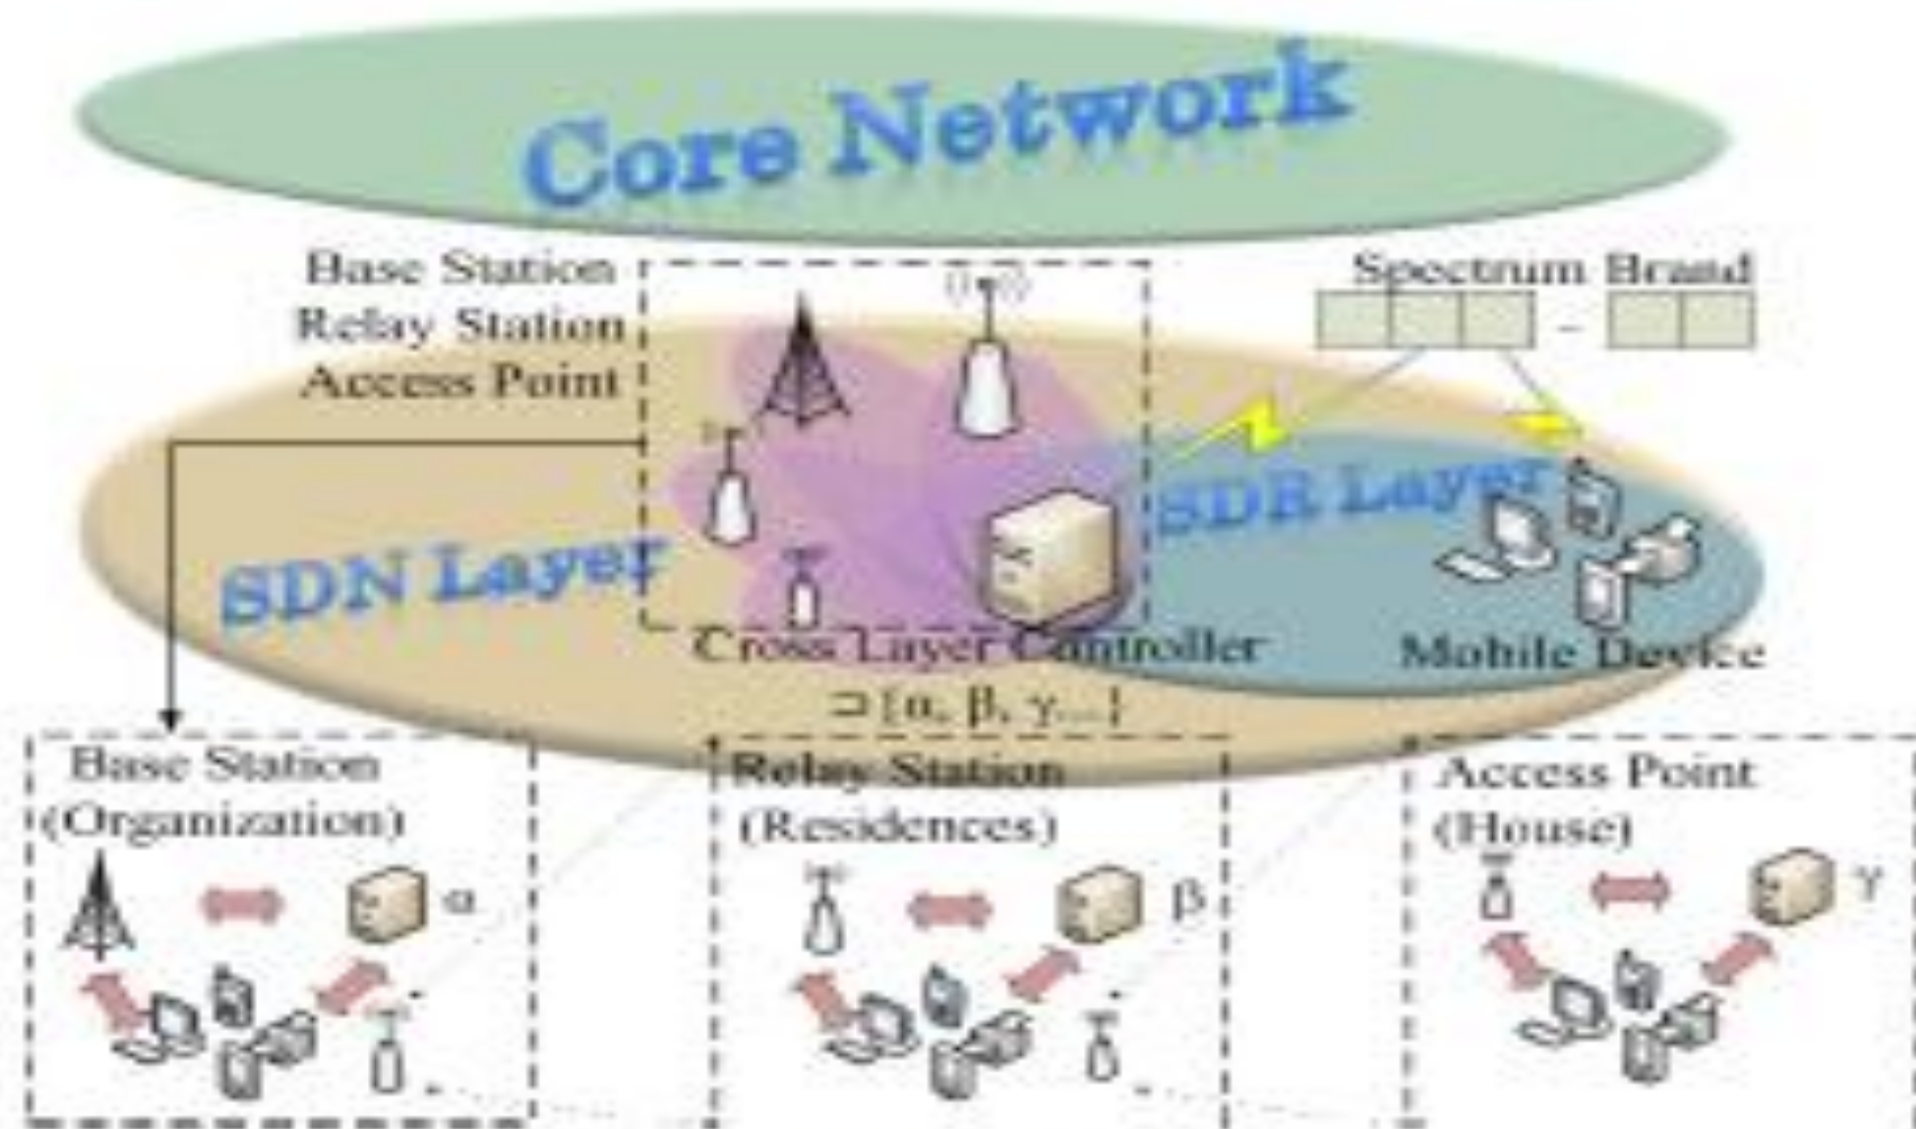 Core Network
Base Station
Relay Station
Access Point
Spectrum Brand
SDN Layer
SDR Layer
Cross Layer Controller
⊃{α, β, γ...}
Mobile Device
Base Station
(Organization)
α
Relay Station
(Residences)
β
Access Point
(House)
γ